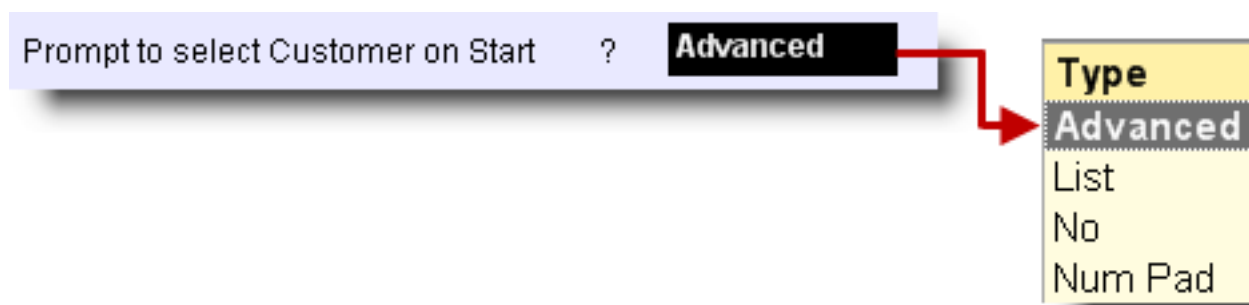 Prompt to select Customer on Start ? Advanced
Type
Advanced
List
No
Num Pad